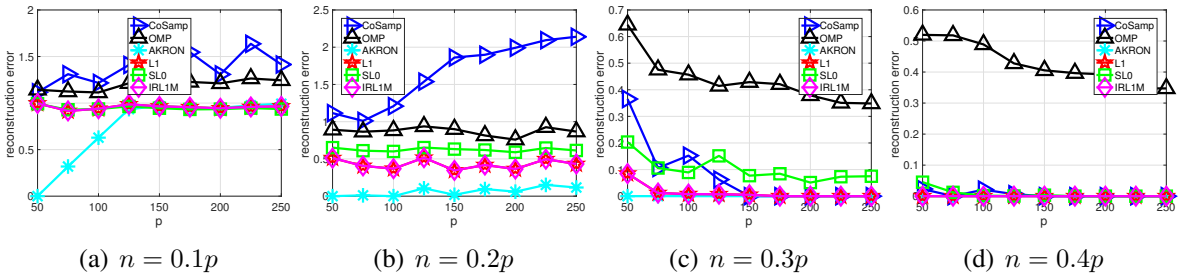 2
1.5
1
0.5
0
50
100
150
200
250
p
reconstruction error
CoSamp
OMP
AKRON
L1
SL0
IRL1M
(a) n = 0.1p
2.5
2
1.5
1
0.5
0
50
100
150
200
250
p
reconstruction error
CoSamp
OMP
AKRON
L1
SL0
IRL1M
(b) n = 0.2p
0.7
0.6
0.5
0.4
0.3
0.2
0.1
0
50
100
150
200
250
p
reconstruction error
CoSamp
OMP
AKRON
L1
SL0
IRL1M
(c) n = 0.3p
0.6
0.5
0.4
0.3
0.2
0.1
0
50
100
150
200
250
p
reconstruction error
CoSamp
OMP
AKRON
L1
SL0
IRL1M
(d) n = 0.4p